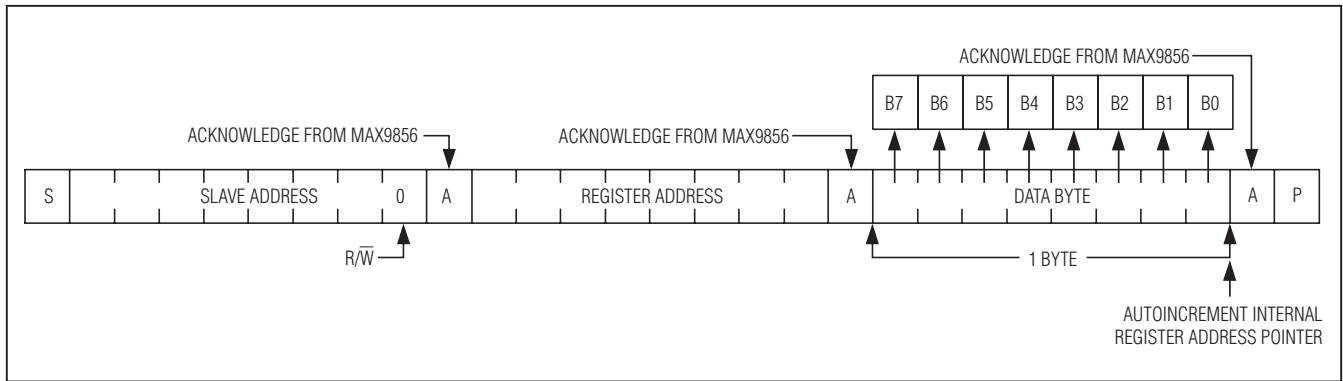 ACKNOWLEDGE FROM MAX9856
B7 B6 B5 B4 B3 B2 B1 B0
ACKNOWLEDGE FROM MAX9856
ACKNOWLEDGE FROM MAX9856
S SLAVE ADDRESS 0 A REGISTER ADDRESS A DATA BYTE A P
R/W̅
1 BYTE
AUTOINCREMENT INTERNAL
REGISTER ADDRESS POINTER